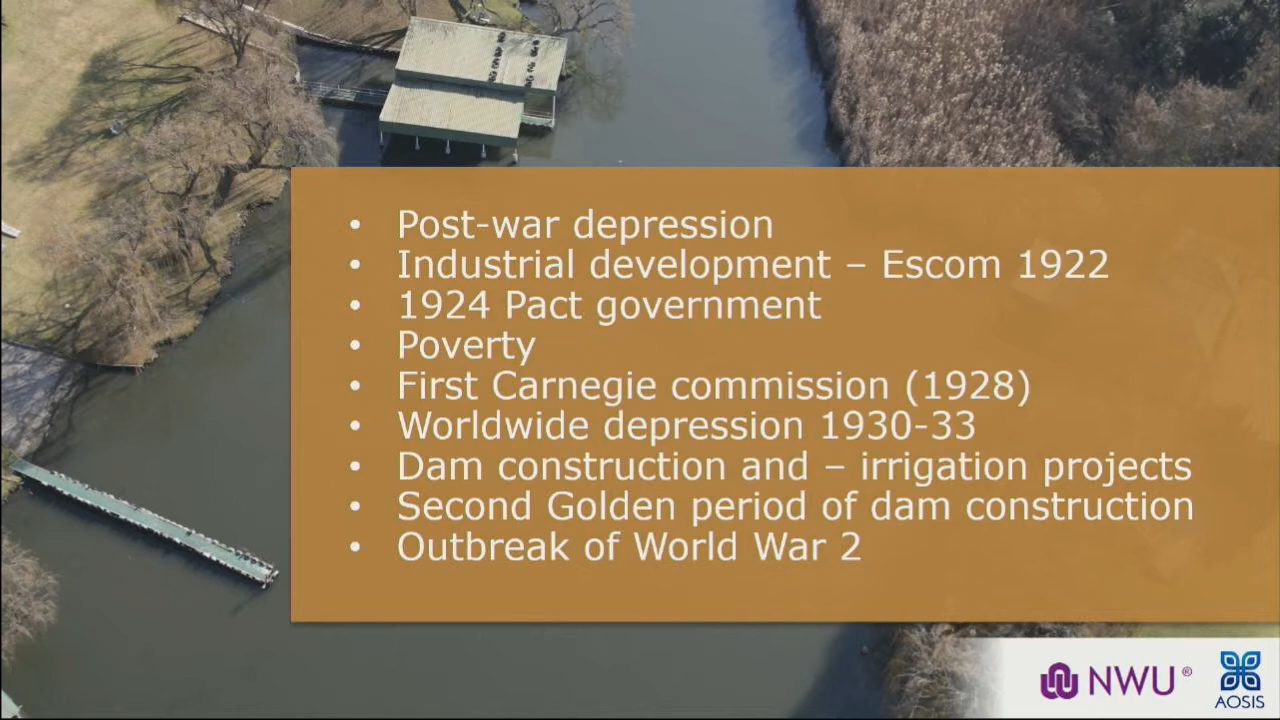 • Post-war depression
• Industrial development – Escom 1922
• 1924 Pact government
• Poverty
• First Carnegie commission (1928)
• Worldwide depression 1930-33
• Dam construction and – irrigation projects
• Second Golden period of dam construction
• Outbreak of World War 2
NWU®
AOSIS